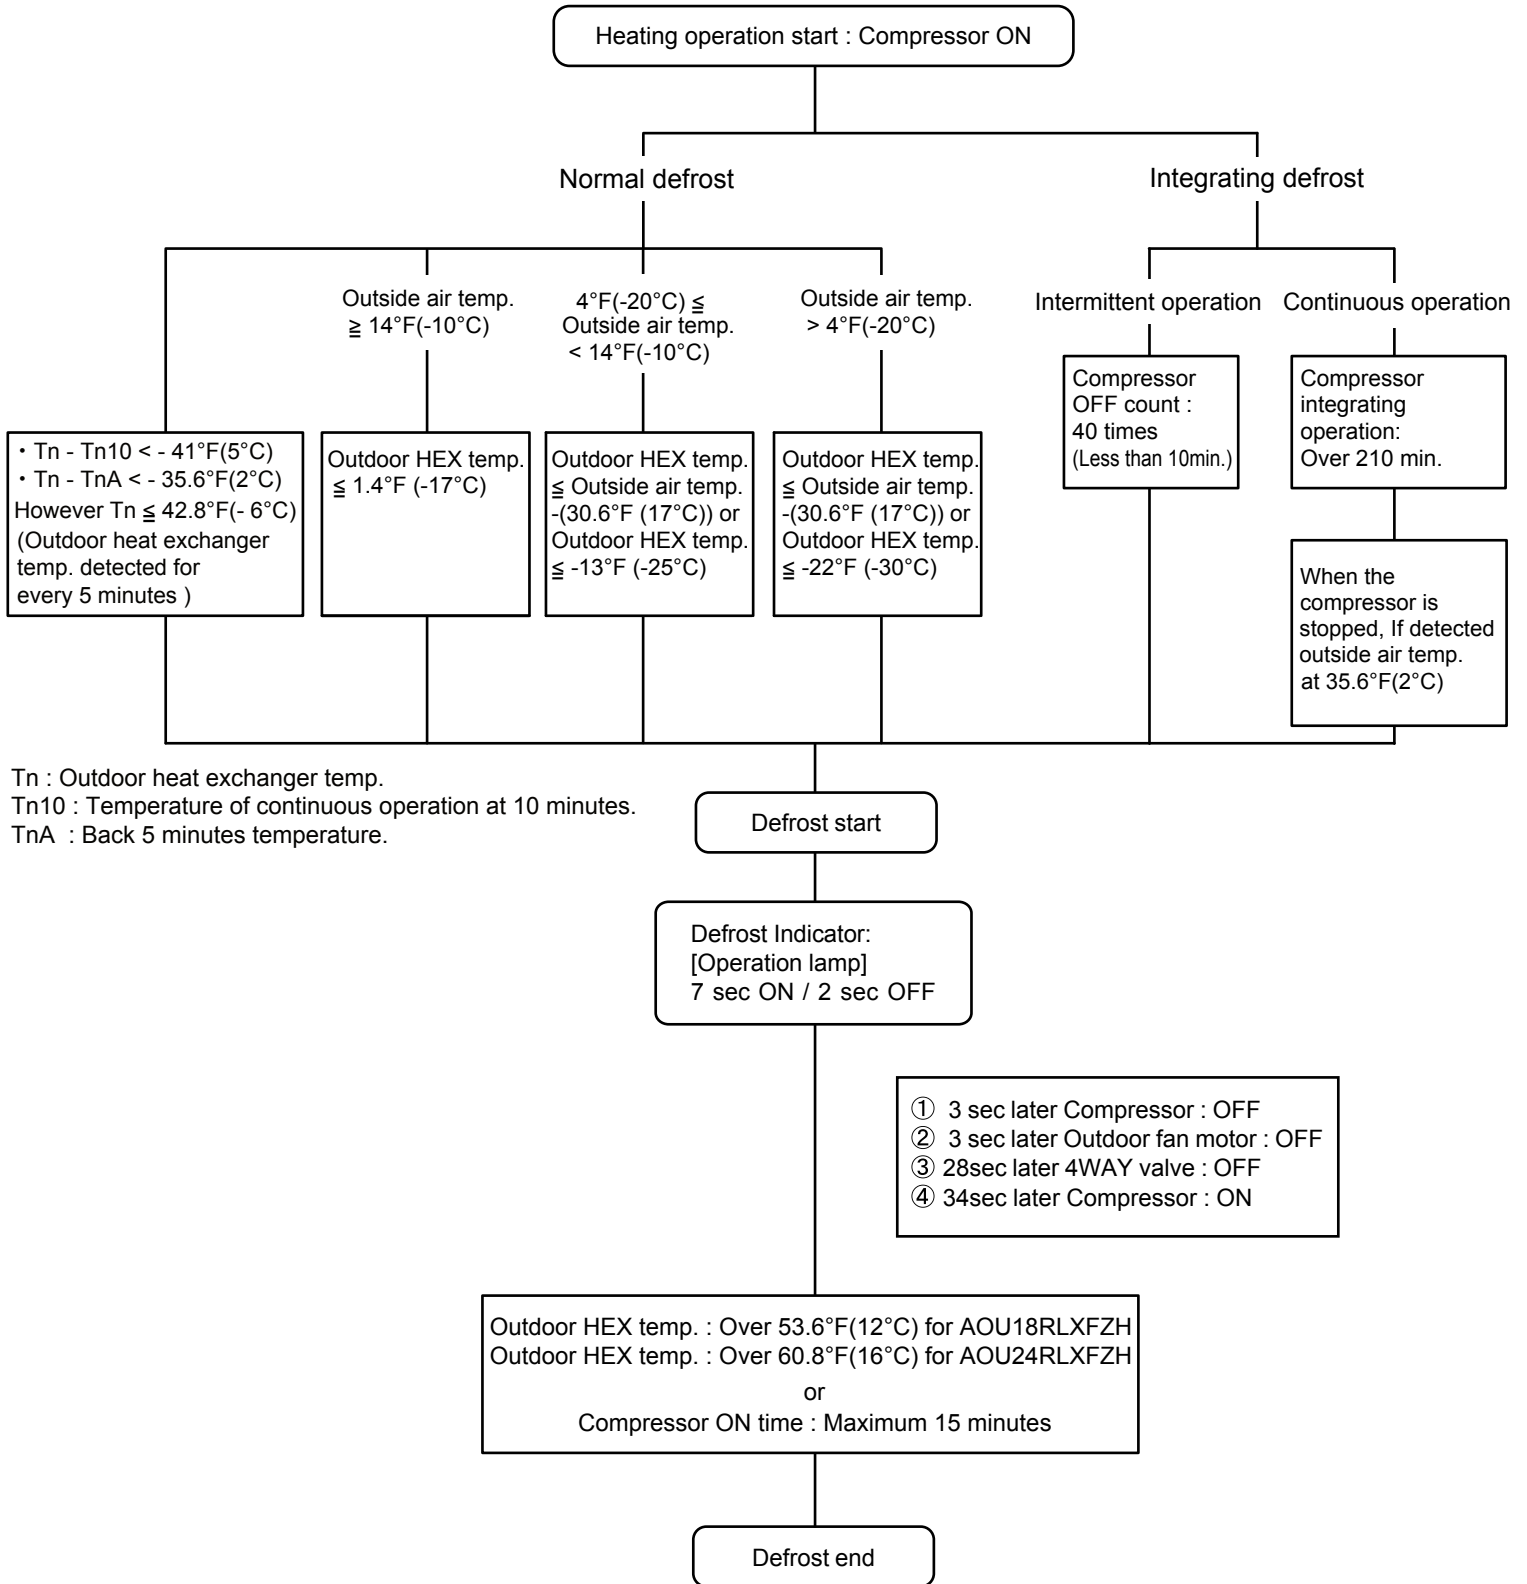 Heating operation start : Compressor ON
Normal defrost
Integrating defrost
Outside air temp.
≧ 14°F(-10°C)
4°F(-20°C) ≦
Outside air temp.
< 14°F(-10°C)
Outside air temp.
> 4°F(-20°C)
Intermittent operation
Continuous operation
・Tn - Tn10 < - 41°F(5°C)
・Tn - TnA < - 35.6°F(2°C)
However Tn ≦ 42.8°F(- 6°C)
(Outdoor heat exchanger
temp. detected for
every 5 minutes )
Outdoor HEX temp.
≦ 1.4°F (-17°C)
Outdoor HEX temp.
≦ Outside air temp.
-(30.6°F (17°C)) or
Outdoor HEX temp.
≦ -13°F (-25°C)
Outdoor HEX temp.
≦ Outside air temp.
-(30.6°F (17°C)) or
Outdoor HEX temp.
≦ -22°F (-30°C)
Compressor
OFF count :
40 times
(Less than 10min.)
Compressor
integrating
operation:
Over 210 min.
When the
compressor is
stopped, If detected
outside air temp.
at 35.6°F(2°C)
Tn : Outdoor heat exchanger temp.
Tn10 : Temperature of continuous operation at 10 minutes.
TnA : Back 5 minutes temperature.
Defrost start
Defrost Indicator:
[Operation lamp]
7 sec ON / 2 sec OFF
① 3 sec later Compressor : OFF
② 3 sec later Outdoor fan motor : OFF
③ 28sec later 4WAY valve : OFF
④ 34sec later Compressor : ON
Outdoor HEX temp. : Over 53.6°F(12°C) for AOU18RLXFZH
Outdoor HEX temp. : Over 60.8°F(16°C) for AOU24RLXFZH
or
Compressor ON time : Maximum 15 minutes
Defrost end